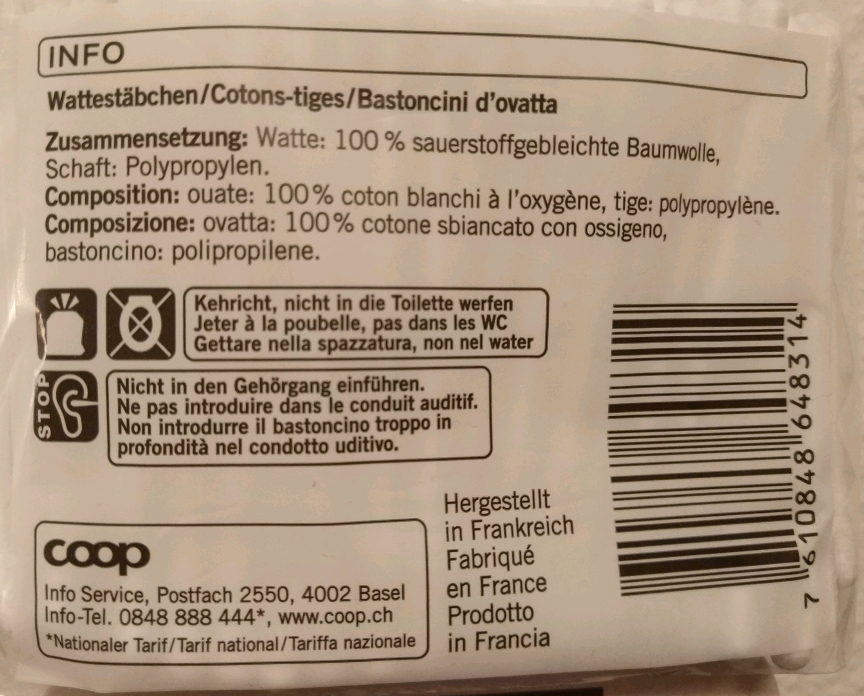 INFO
Wattestäbchen/Cotons-tiges/Bastoncini d'ovatta
Zusammensetzung: Watte: 100 % sauerstoffgebleichte Baumwolle,
Schaft: Polypropylen.
Composition: ouate: 100% coton blanchi à l'oxygène, tige: polypropylène.
Composizione: ovatta: 100% cotone sbiancato con ossigeno,
bastoncino: polipropilene.
Kehricht, nicht in die Toilette werfen
Jeter à la poubelle, pas dans les WC
Gettare nella spazzatura, non nel water
STOP
Nicht in den Gehörgang einführen.
Ne pas introduire dans le conduit auditif.
Non introdurre il bastoncino troppo in
profondità nel condotto uditivo.
7 610848 648314
coop
Info Service, Postfach 2550, 4002 Basel
Info-Tel. 0848 888 444*, www.coop.ch
*Nationaler Tarif/Tarif national/Tariffa nazionale
Hergestellt
in Frankreich
Fabriqué
en France
Prodotto
in Francia